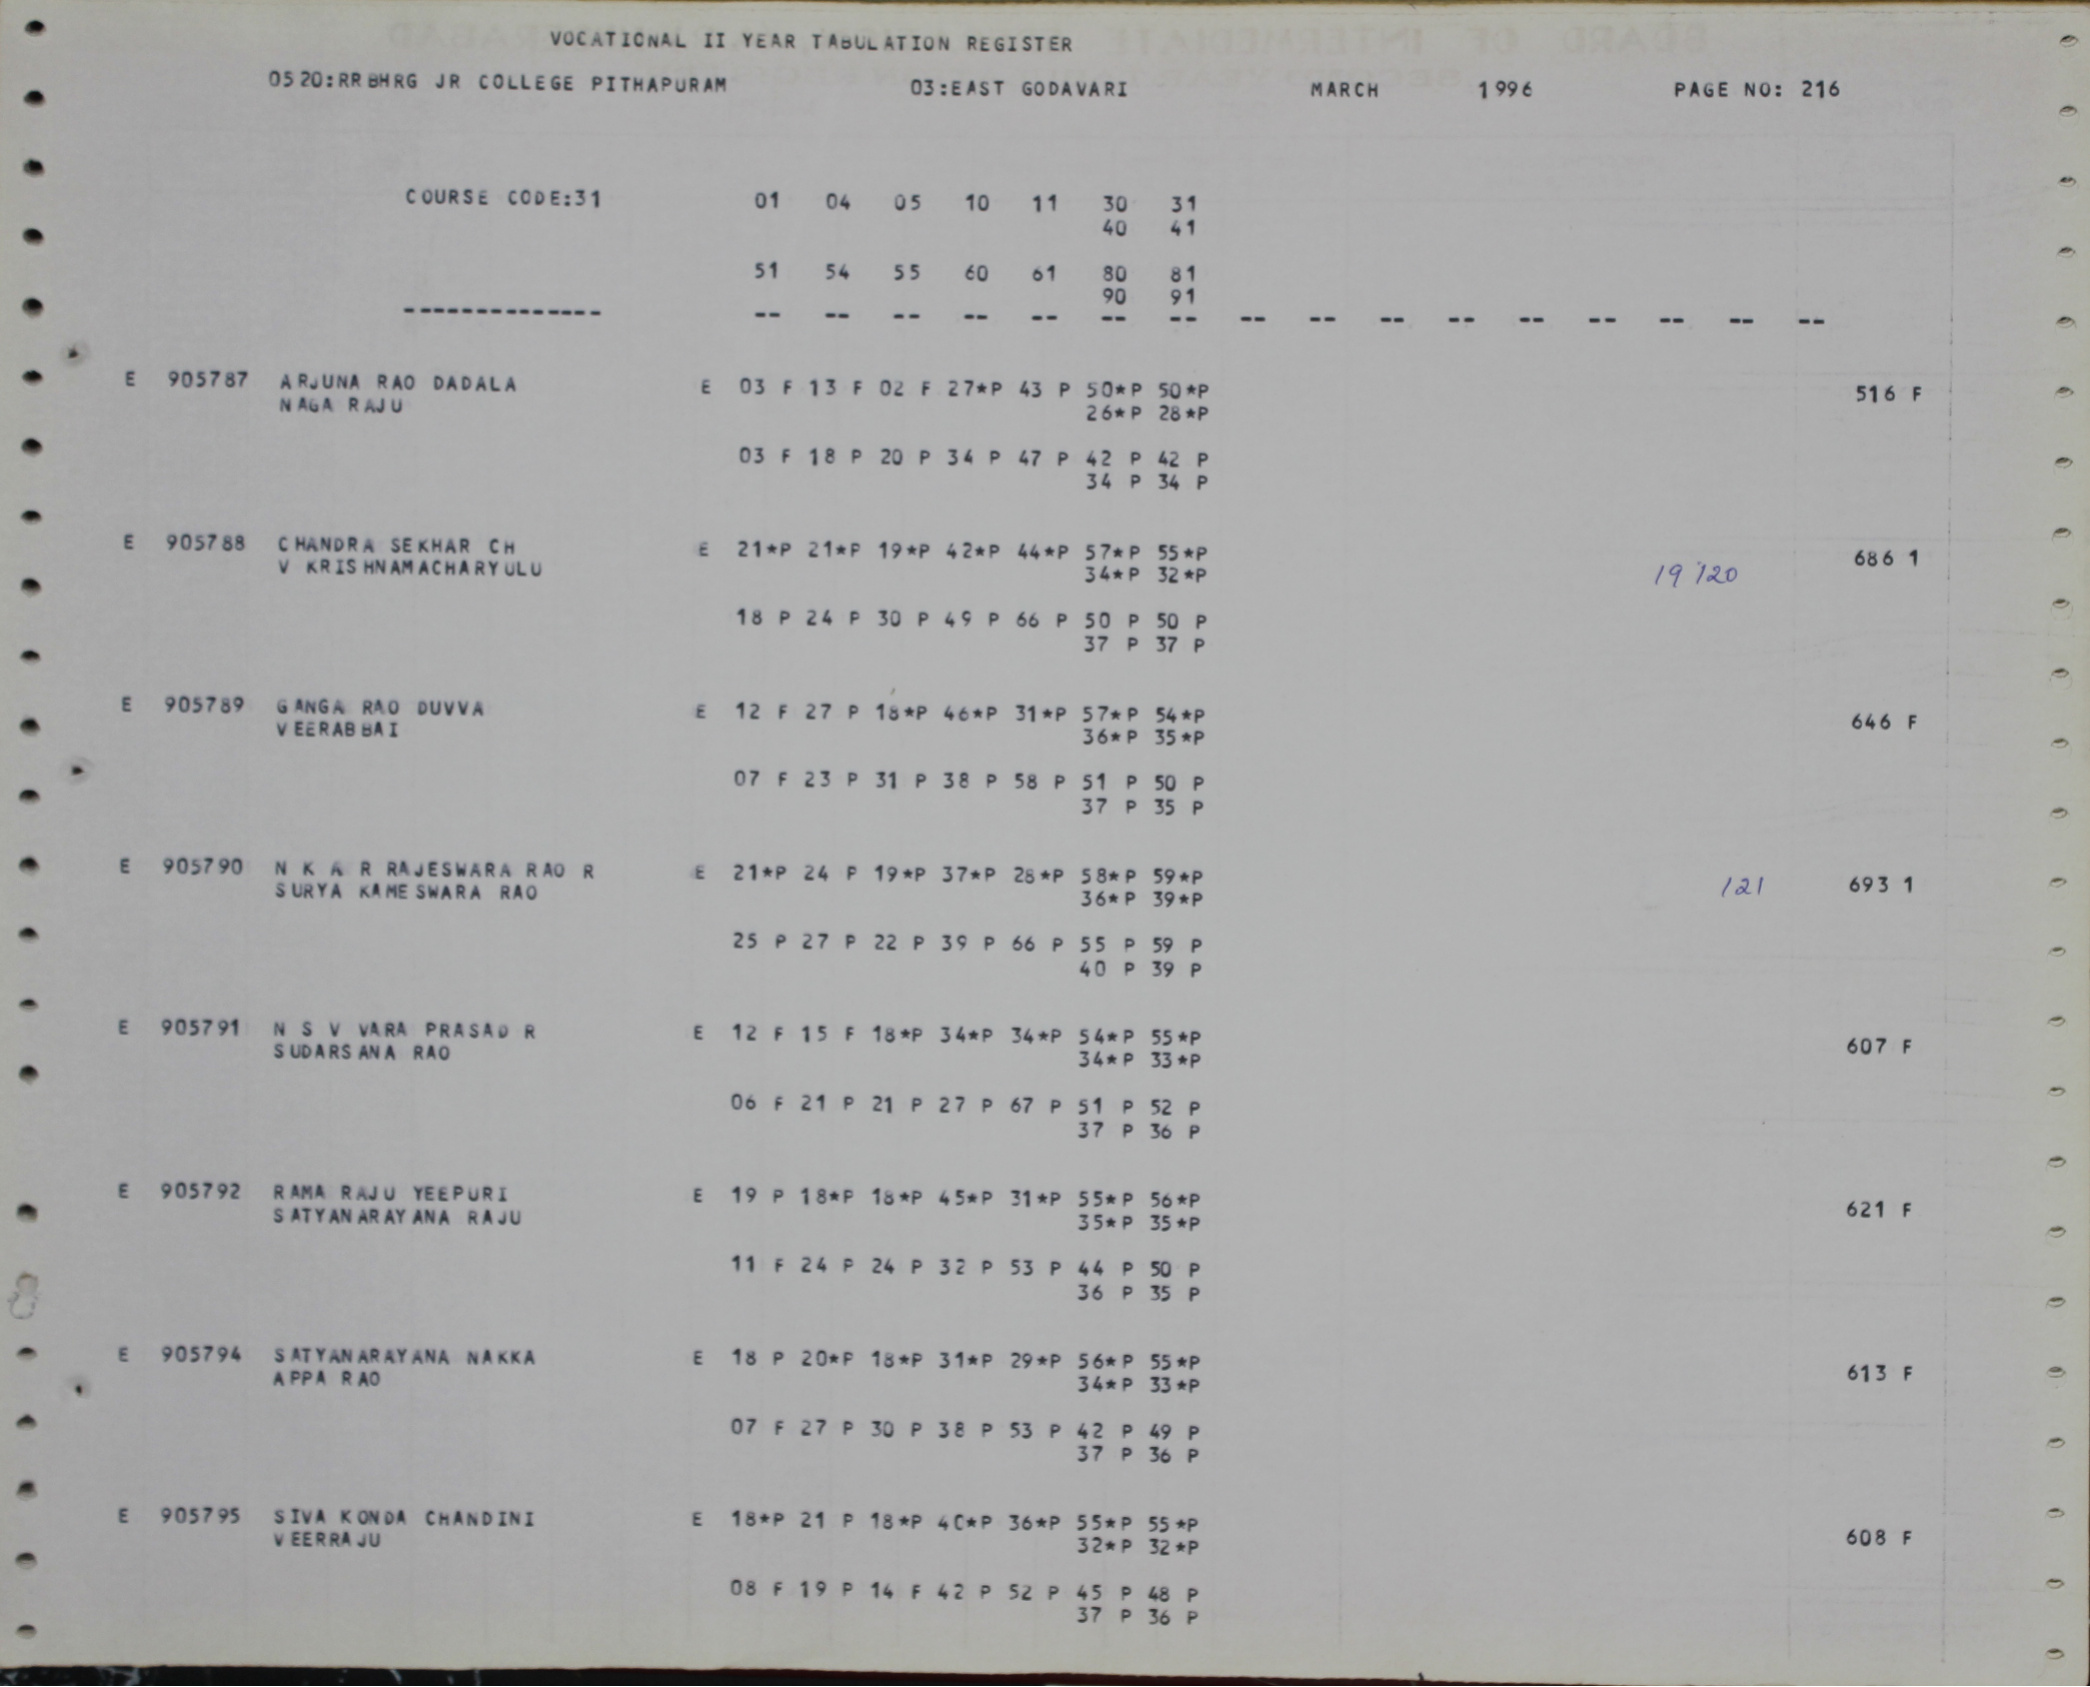 VOCATIONAL II YEAR TABULATION REGISTER
0520:RRBHRG JR COLLEGE PITHAPURAM 03:EAST GODAVARI MARCH 1996 PAGE NO: 216
COURSE CODE:31 01 04 05 10 11 30 31
40 41
51 54 55 60 61 80 81
90 91
-------------- -- -- -- -- -- -- -- -- -- -- -- -- -- -- -- --
E 905787 ARJUNA RAO DADALA E 03 F 13 F 02 F 27*P 43 P 50*P 50*P 516 F
NAGA RAJU 26*P 28*P
03 F 18 P 20 P 34 P 47 P 42 P 42 P
34 P 34 P
E 905788 CHANDRA SEKHAR CH E 21*P 21*P 19*P 42*P 44*P 57*P 55*P 686 1
V KRISHNAMACHARYULU 34*P 32*P 19 120
18 P 24 P 30 P 49 P 66 P 50 P 50 P
37 P 37 P
E 905789 GANGA RAO DUVVA E 12 F 27 P 18*P 46*P 31*P 57*P 54*P 646 F
VEERABBAI 36*P 35*P
07 F 23 P 31 P 38 P 58 P 51 P 50 P
37 P 35 P
E 905790 N K A R RAJESWARA RAO R E 21*P 24 P 19*P 37*P 28*P 58*P 59*P 121 693 1
SURYA KAMESWARA RAO 36*P 39*P
25 P 27 P 22 P 39 P 66 P 55 P 59 P
40 P 39 P
E 905791 N S V VARA PRASAD R E 12 F 15 F 18*P 34*P 34*P 54*P 55*P 607 F
SUDARSANA RAO 34*P 33*P
06 F 21 P 21 P 27 P 67 P 51 P 52 P
37 P 36 P
E 905792 RAMA RAJU YEEPURI E 19 P 18*P 18*P 45*P 31*P 55*P 56*P 621 F
SATYANARAYANA RAJU 35*P 35*P
11 F 24 P 24 P 32 P 53 P 44 P 50 P
36 P 35 P
E 905794 SATYANARAYANA NAKKA E 18 P 20*P 18*P 31*P 29*P 56*P 55*P 613 F
APPA RAO 34*P 33*P
07 F 27 P 30 P 38 P 53 P 42 P 49 P
37 P 36 P
E 905795 SIVA KONDA CHANDINI E 18*P 21 P 18*P 40*P 36*P 55*P 55*P 608 F
VEERRAJU 32*P 32*P
08 F 19 P 14 F 42 P 52 P 45 P 48 P
37 P 36 P